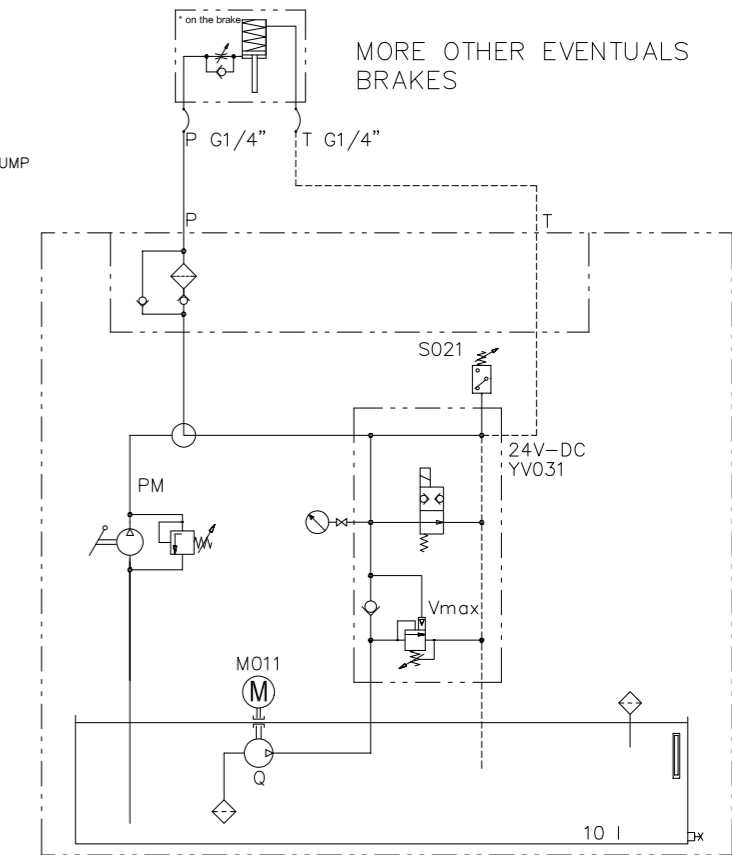 * on the brake
MORE OTHER EVENTUALS
BRAKES
P G1/4"
T G1/4"
UMP
P
T
S021
24V-DC
YV031
PM
Vmax
M011
M
Q
10 l